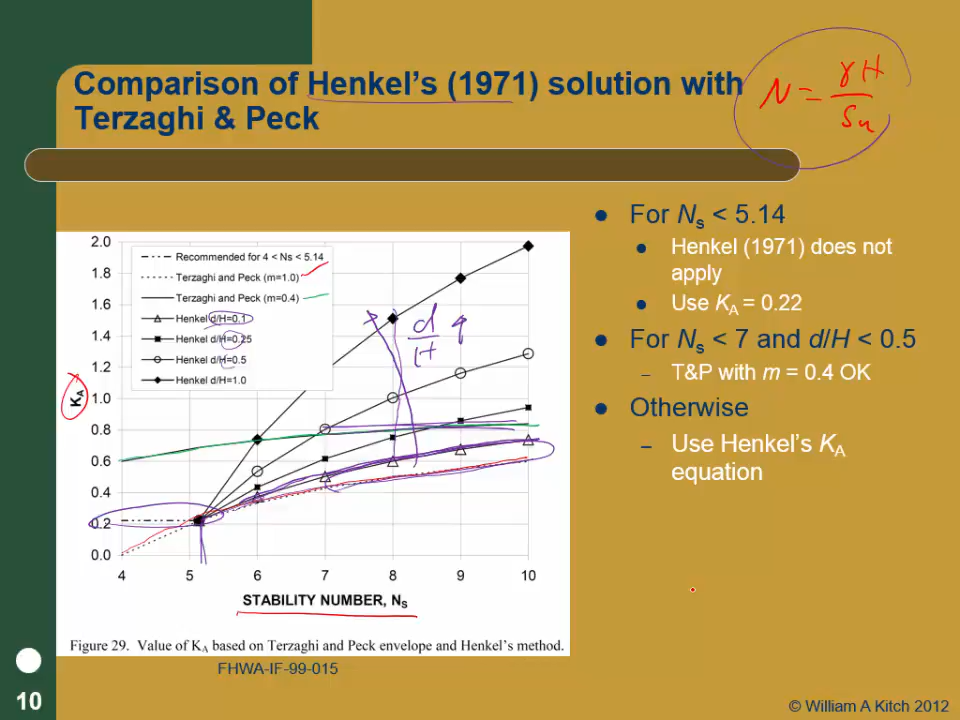 Comparison of Henkel's (1971) solution with
Terzaghi & Peck
N = γH
Su
2.0
1.8
1.6
1.4
1.2
1.0
0.8
0.6
0.4
0.2
0.0
KA
Recommended for 4 < Ns < 5.14
Terzaghi and Peck (m=1.0)
Terzaghi and Peck (m=0.4)
Henkel d/H=0.1
Henkel d/H=0.25
Henkel d/H=0.5
Henkel d/H=1.0
d
H
4 5 6 7 8 9 10
STABILITY NUMBER, NS
Figure 29. Value of KA based on Terzaghi and Peck envelope and Henkel's method.
FHWA-IF-99-015
For Ns < 5.14
Henkel (1971) does not
apply
Use KA = 0.22
For Ns < 7 and d/H < 0.5
T&P with m = 0.4 OK
Otherwise
Use Henkel's KA
equation
10
© William A Kitch 2012